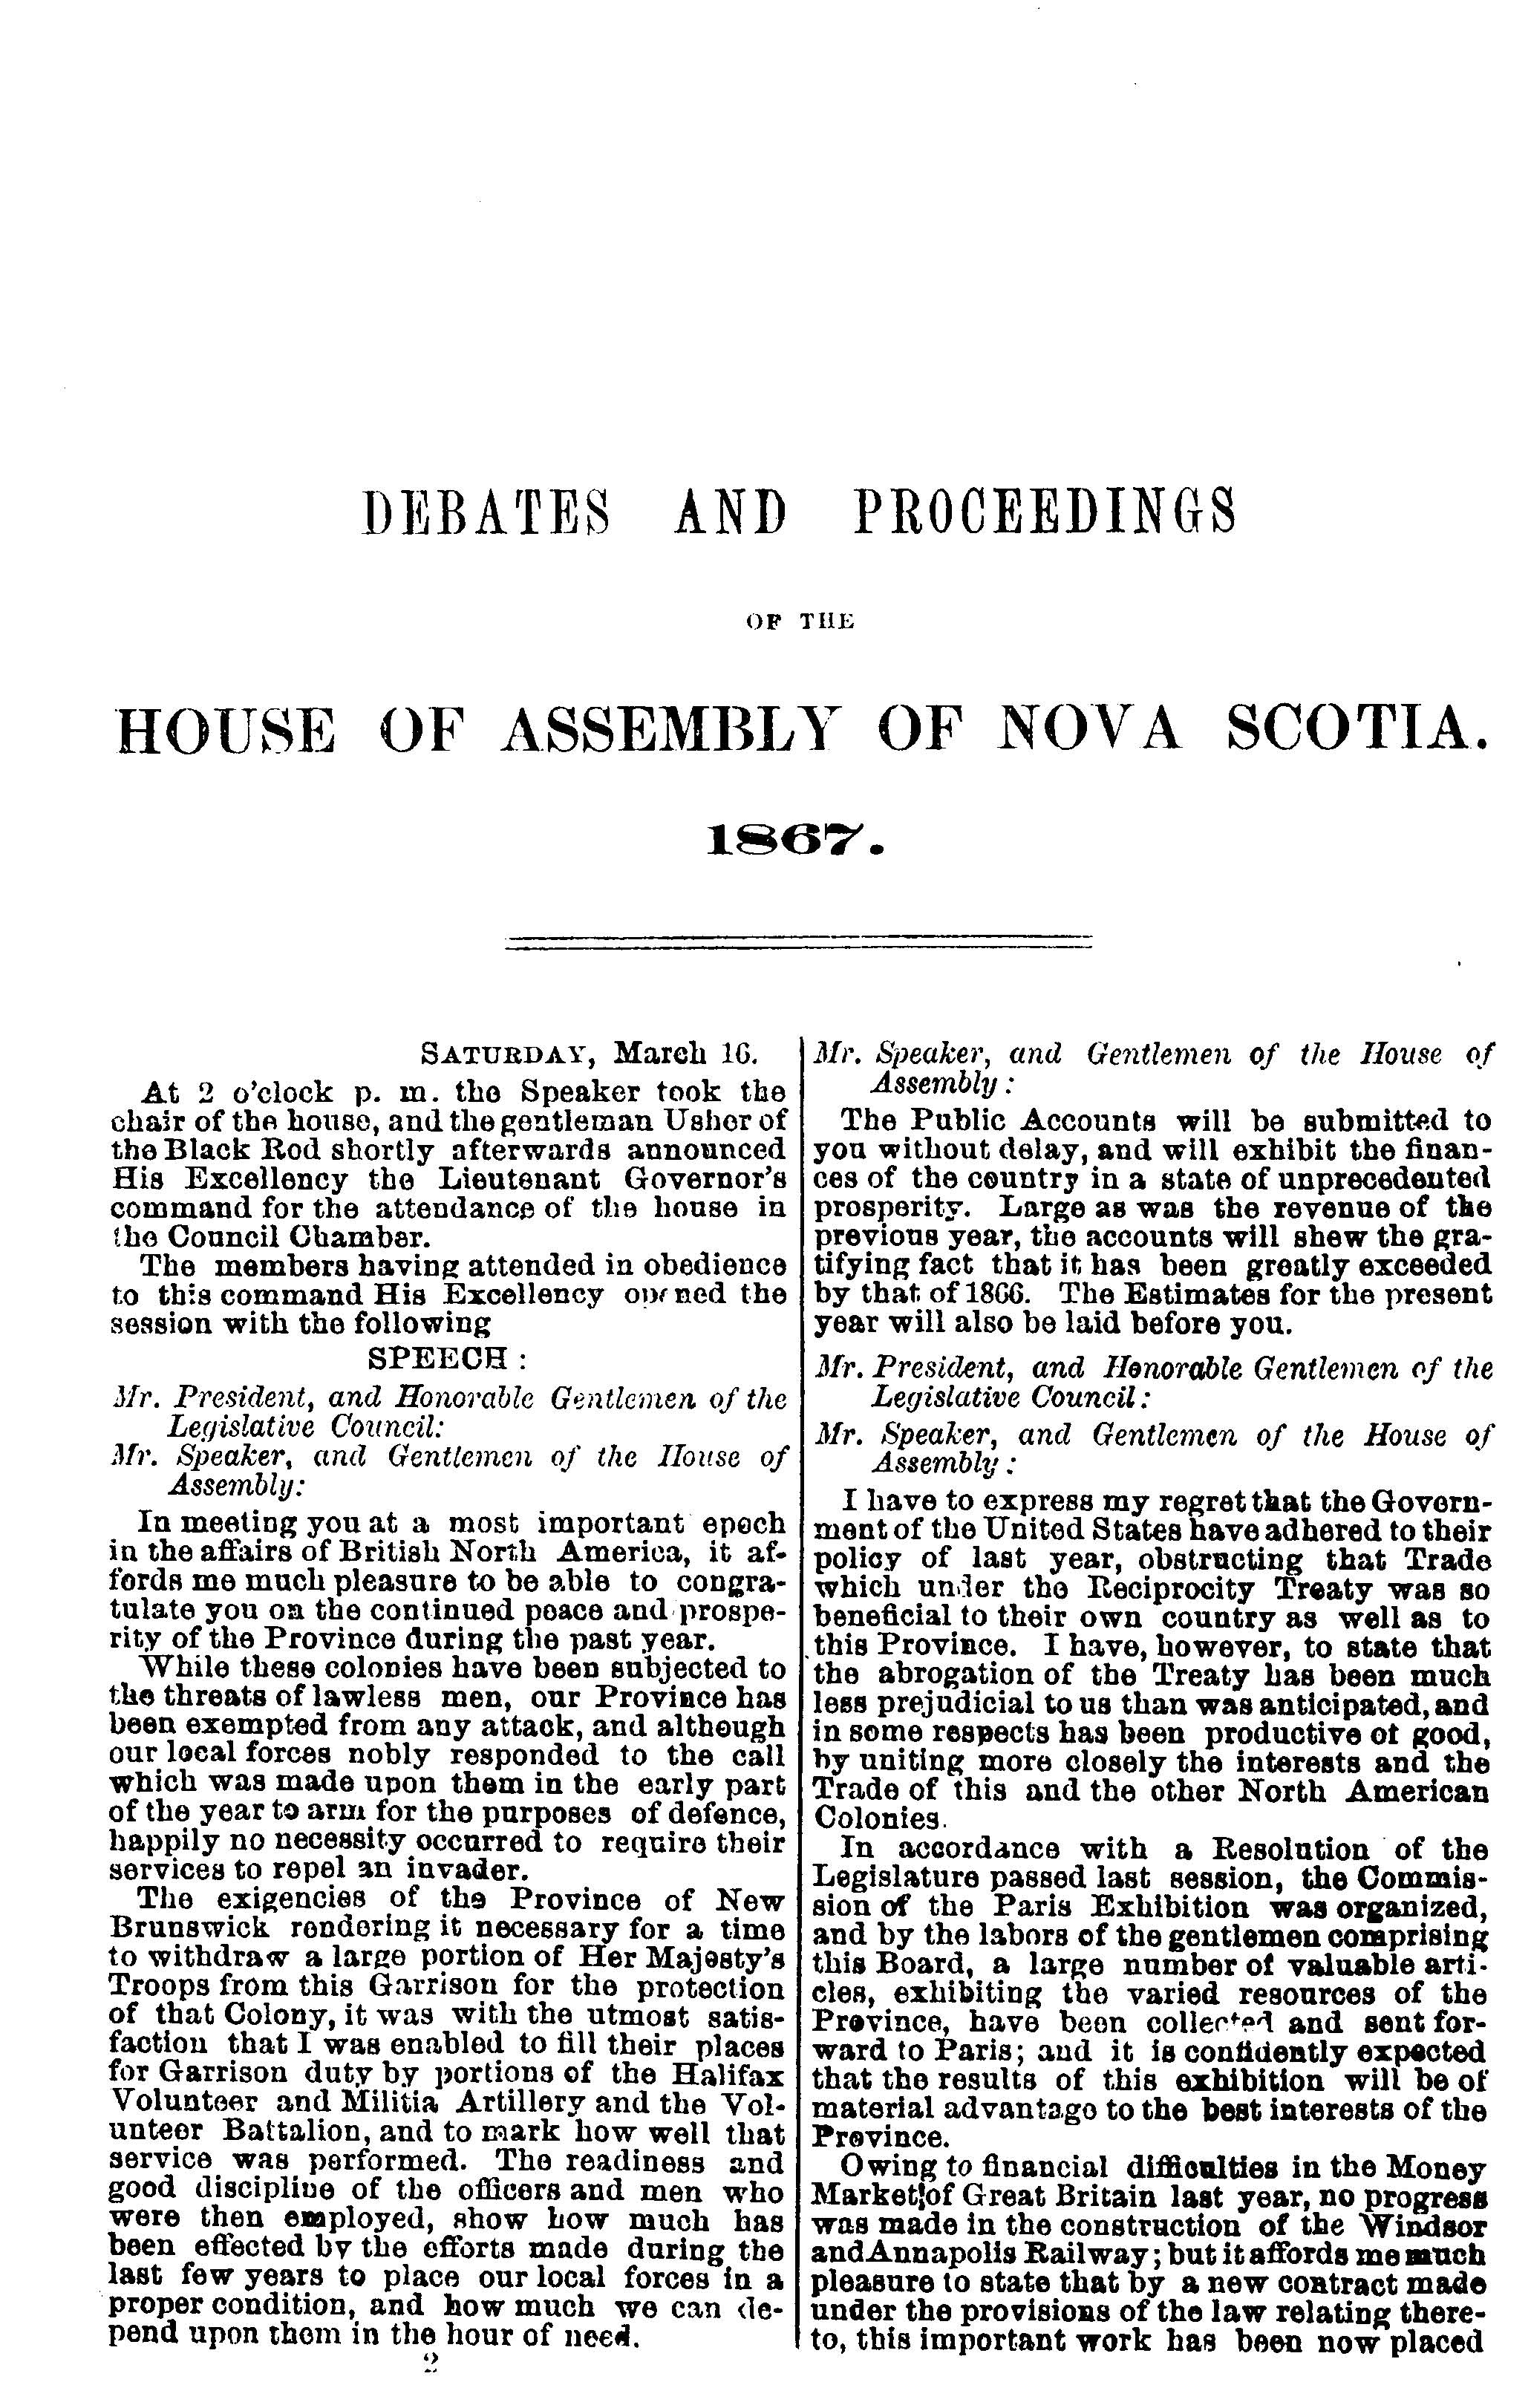 DEBATES AND PROCEEDINGS
OF THE
HOUSE OF ASSEMBLY OF NOVA SCOTIA.
1867.
SATURDAY, March 16.
At 2 o'clock p. m. the Speaker took the
chair of the house, and the gentleman Usher of
the Black Rod shortly afterwards announced
His Excellency the Lieutenant Governor's
command for the attendance of the house in
the Council Chamber.
The members having attended in obedience
to this command His Excellency opened the
session with the following
SPEECH:
Mr. President, and Honorable Gentlemen of the
Legislative Council:
Mr. Speaker, and Gentlemen of the House of
Assembly:
In meeting you at a most important epoch
in the affairs of British North America, it af-
fords me much pleasure to be able to congra-
tulate you on the continued peace and prospe-
rity of the Province during the past year.
While these colonies have been subjected to
the threats of lawless men, our Province has
been exempted from any attack, and although
our local forces nobly responded to the call
which was made upon them in the early part
of the year to arm for the purposes of defence,
happily no necessity occurred to require their
services to repel an invader.
The exigencies of the Province of New
Brunswick rendering it necessary for a time
to withdraw a large portion of Her Majesty's
Troops from this Garrison for the protection
of that Colony, it was with the utmost satis-
faction that I was enabled to fill their places
for Garrison duty by portions of the Halifax
Volunteer and Militia Artillery and the Vol-
unteer Battalion, and to mark how well that
service was performed. The readiness and
good discipline of the officers and men who
were then employed, show how much has
been effected by the efforts made during the
last few years to place our local forces in a
proper condition, and how much we can de-
pend upon them in the hour of need.
2
Mr. Speaker, and Gentlemen of the House of
Assembly:
The Public Accounts will be submitted to
you without delay, and will exhibit the finan-
ces of the country in a state of unprecedented
prosperity. Large as was the revenue of the
previous year, the accounts will shew the gra-
tifying fact that it has been greatly exceeded
by that of 1866. The Estimates for the present
year will also be laid before you.
Mr. President, and Honorable Gentlemen of the
Legislative Council:
Mr. Speaker, and Gentlemen of the House of
Assembly:
I have to express my regret that the Govern-
ment of the United States have adhered to their
policy of last year, obstructing that Trade
which under the Reciprocity Treaty was so
beneficial to their own country as well as to
this Province. I have, however, to state that
the abrogation of the Treaty has been much
less prejudicial to us than was anticipated, and
in some respects has been productive of good,
by uniting more closely the interests and the
Trade of this and the other North American
Colonies.
In accordance with a Resolution of the
Legislature passed last session, the Commis-
sion of the Paris Exhibition was organized,
and by the labors of the gentlemen comprising
this Board, a large number of valuable arti-
cles, exhibiting the varied resources of the
Province, have been collected and sent for-
ward to Paris; and it is confidently expected
that the results of this exhibition will be of
material advantage to the best interests of the
Province.
Owing to financial difficulties in the Money
Market of Great Britain last year, no progress
was made in the construction of the Windsor
and Annapolis Railway; but it affords me much
pleasure to state that by a new contract made
under the provisions of the law relating there-
to, this important work has been now placed